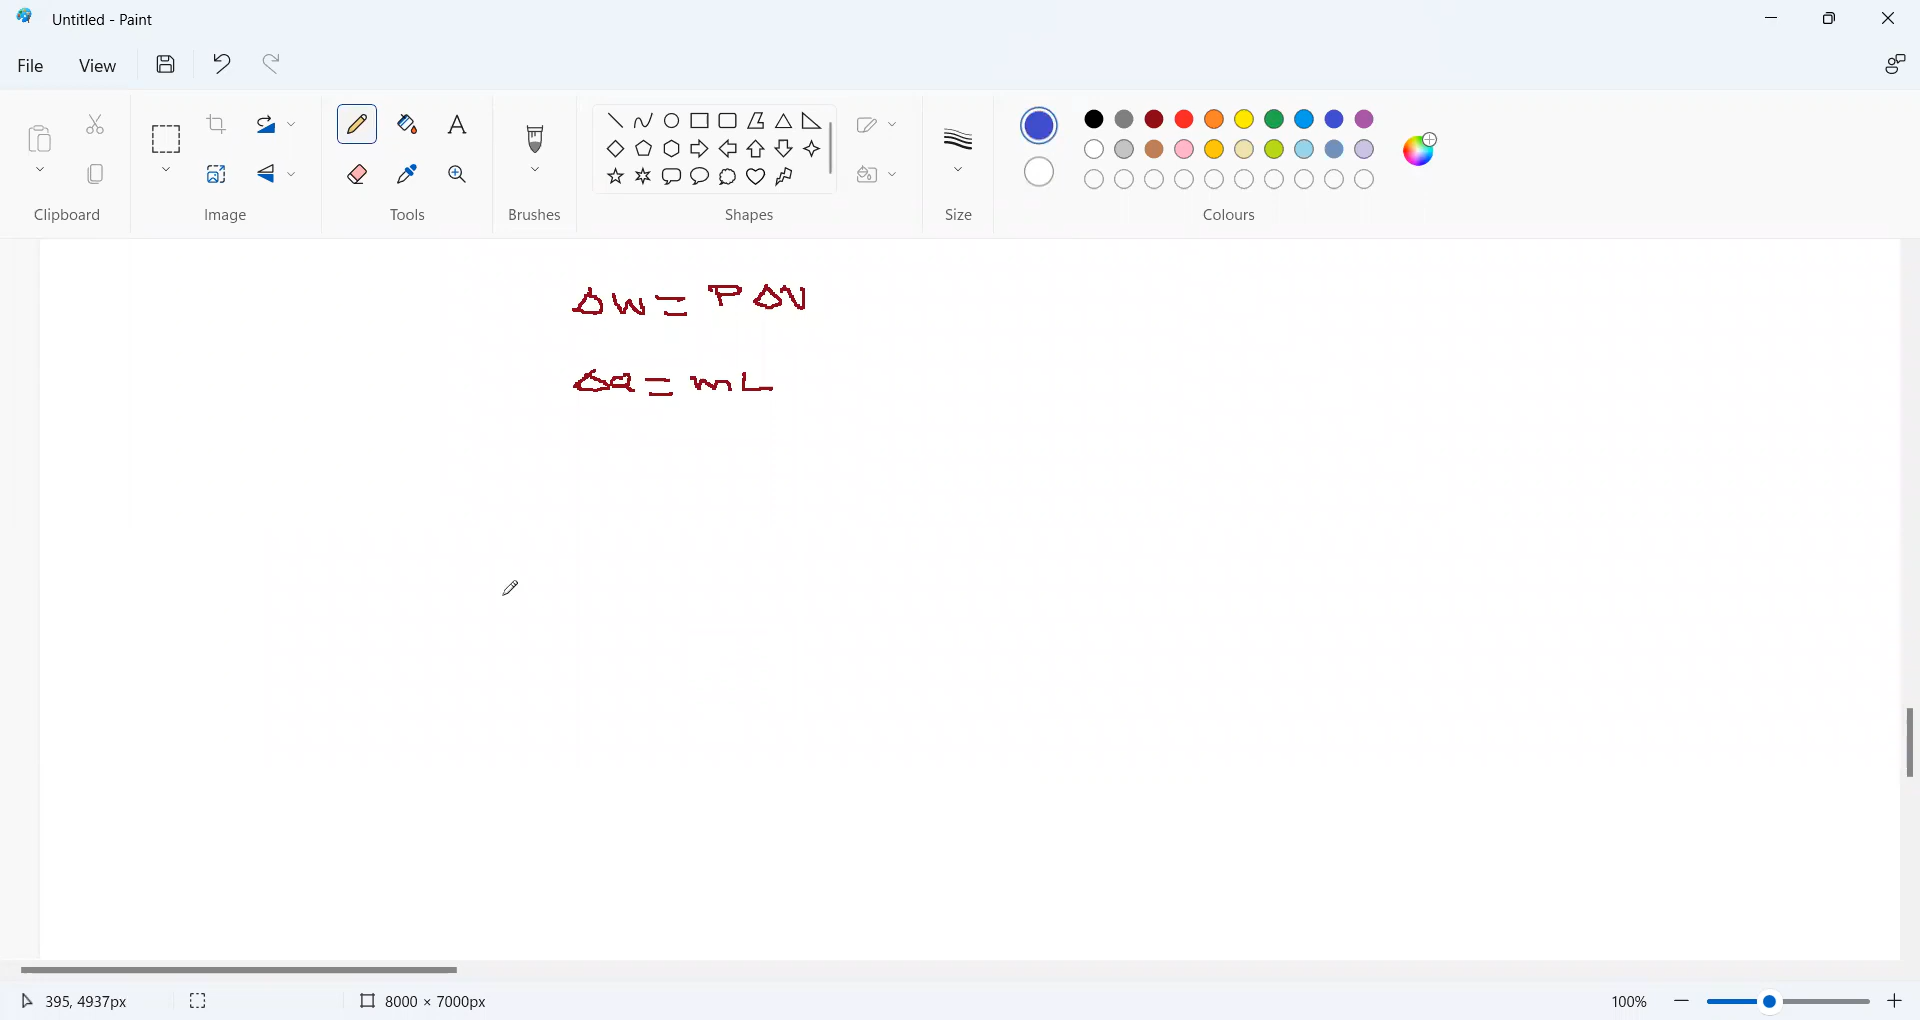 Untitled - Paint
File View
Clipboard Image Tools Brushes Shapes Size Colours
ΔW = PΔV
ΔQ = mL
395, 4937px 8000 × 7000px 100%